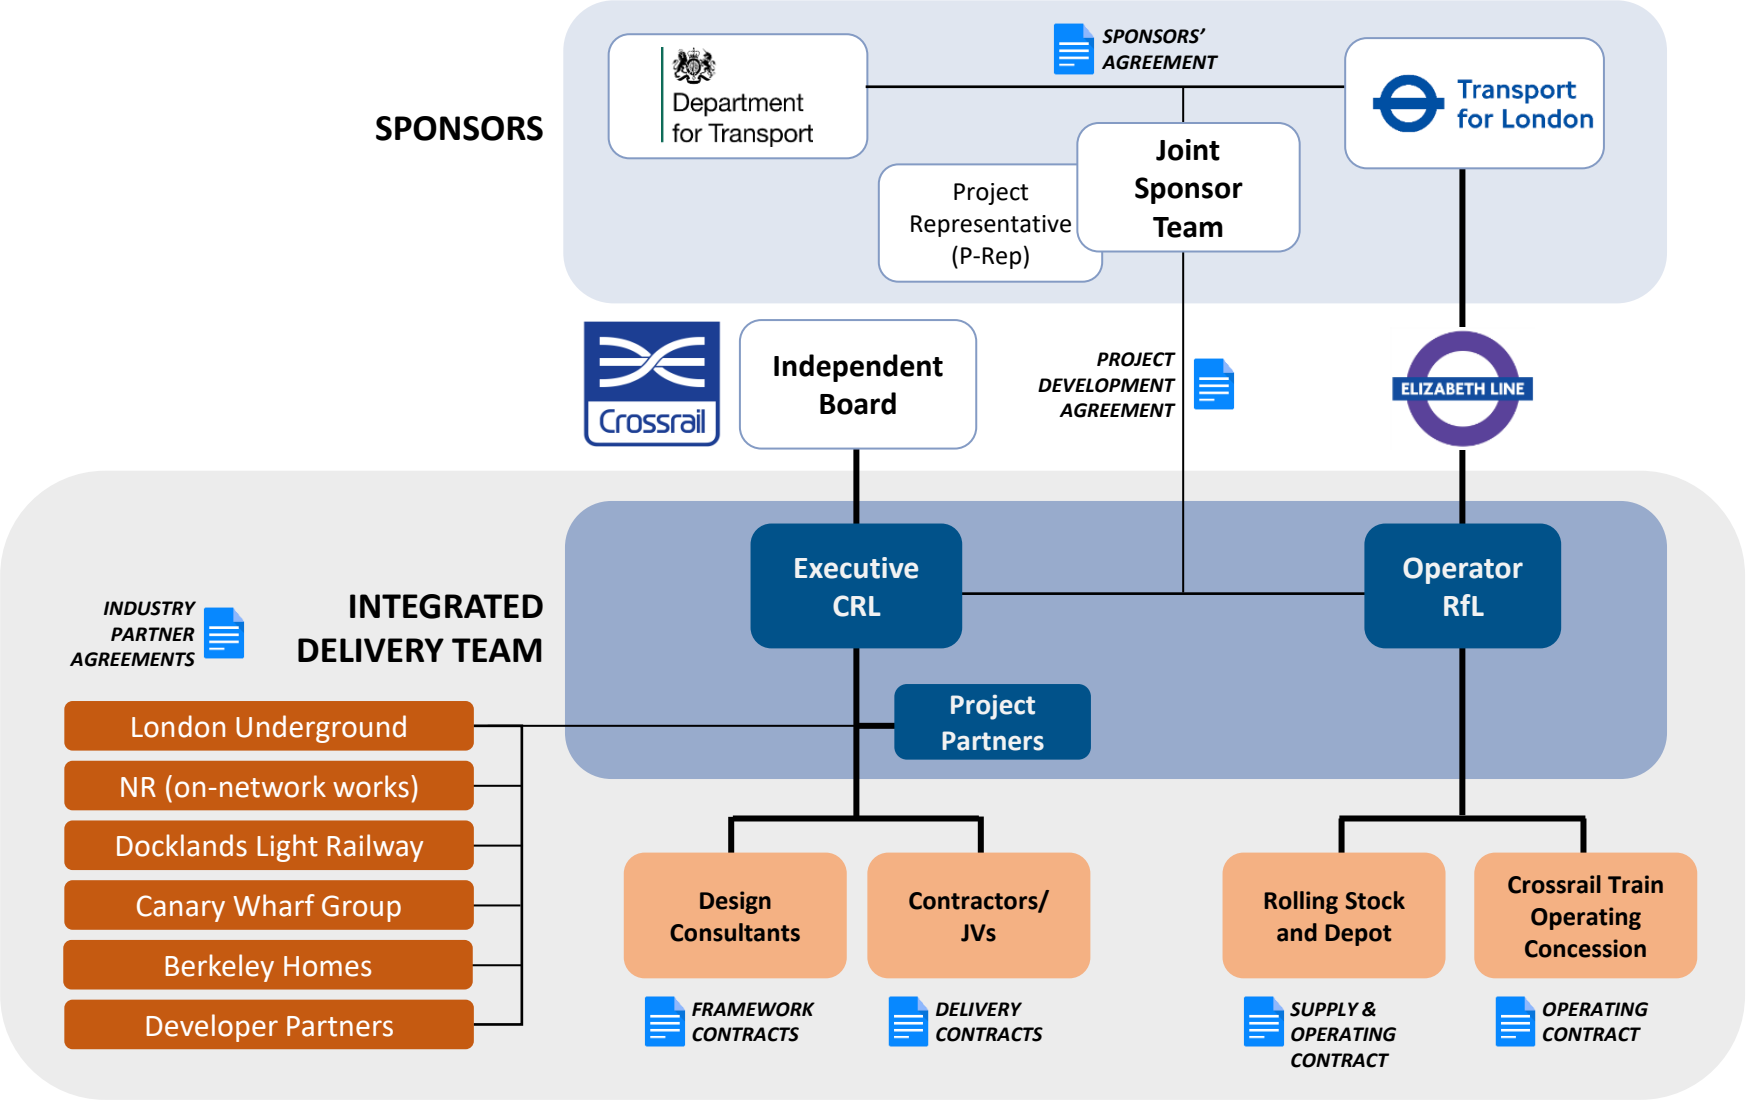 SPONSORS
Department
for Transport
SPONSORS’
AGREEMENT
Transport
for London
Joint
Sponsor
Team
Project
Representative
(P-Rep)
Crossrail
Independent
Board
PROJECT
DEVELOPMENT
AGREEMENT
ELIZABETH LINE
INTEGRATED
DELIVERY TEAM
Executive
CRL
Operator
RfL
Project
Partners
INDUSTRY
PARTNER
AGREEMENTS
London Underground
NR (on-network works)
Docklands Light Railway
Canary Wharf Group
Berkeley Homes
Developer Partners
Design
Consultants
FRAMEWORK
CONTRACTS
Contractors/
JVs
DELIVERY
CONTRACTS
Rolling Stock
and Depot
SUPPLY &
OPERATING
CONTRACT
Crossrail Train
Operating
Concession
OPERATING
CONTRACT